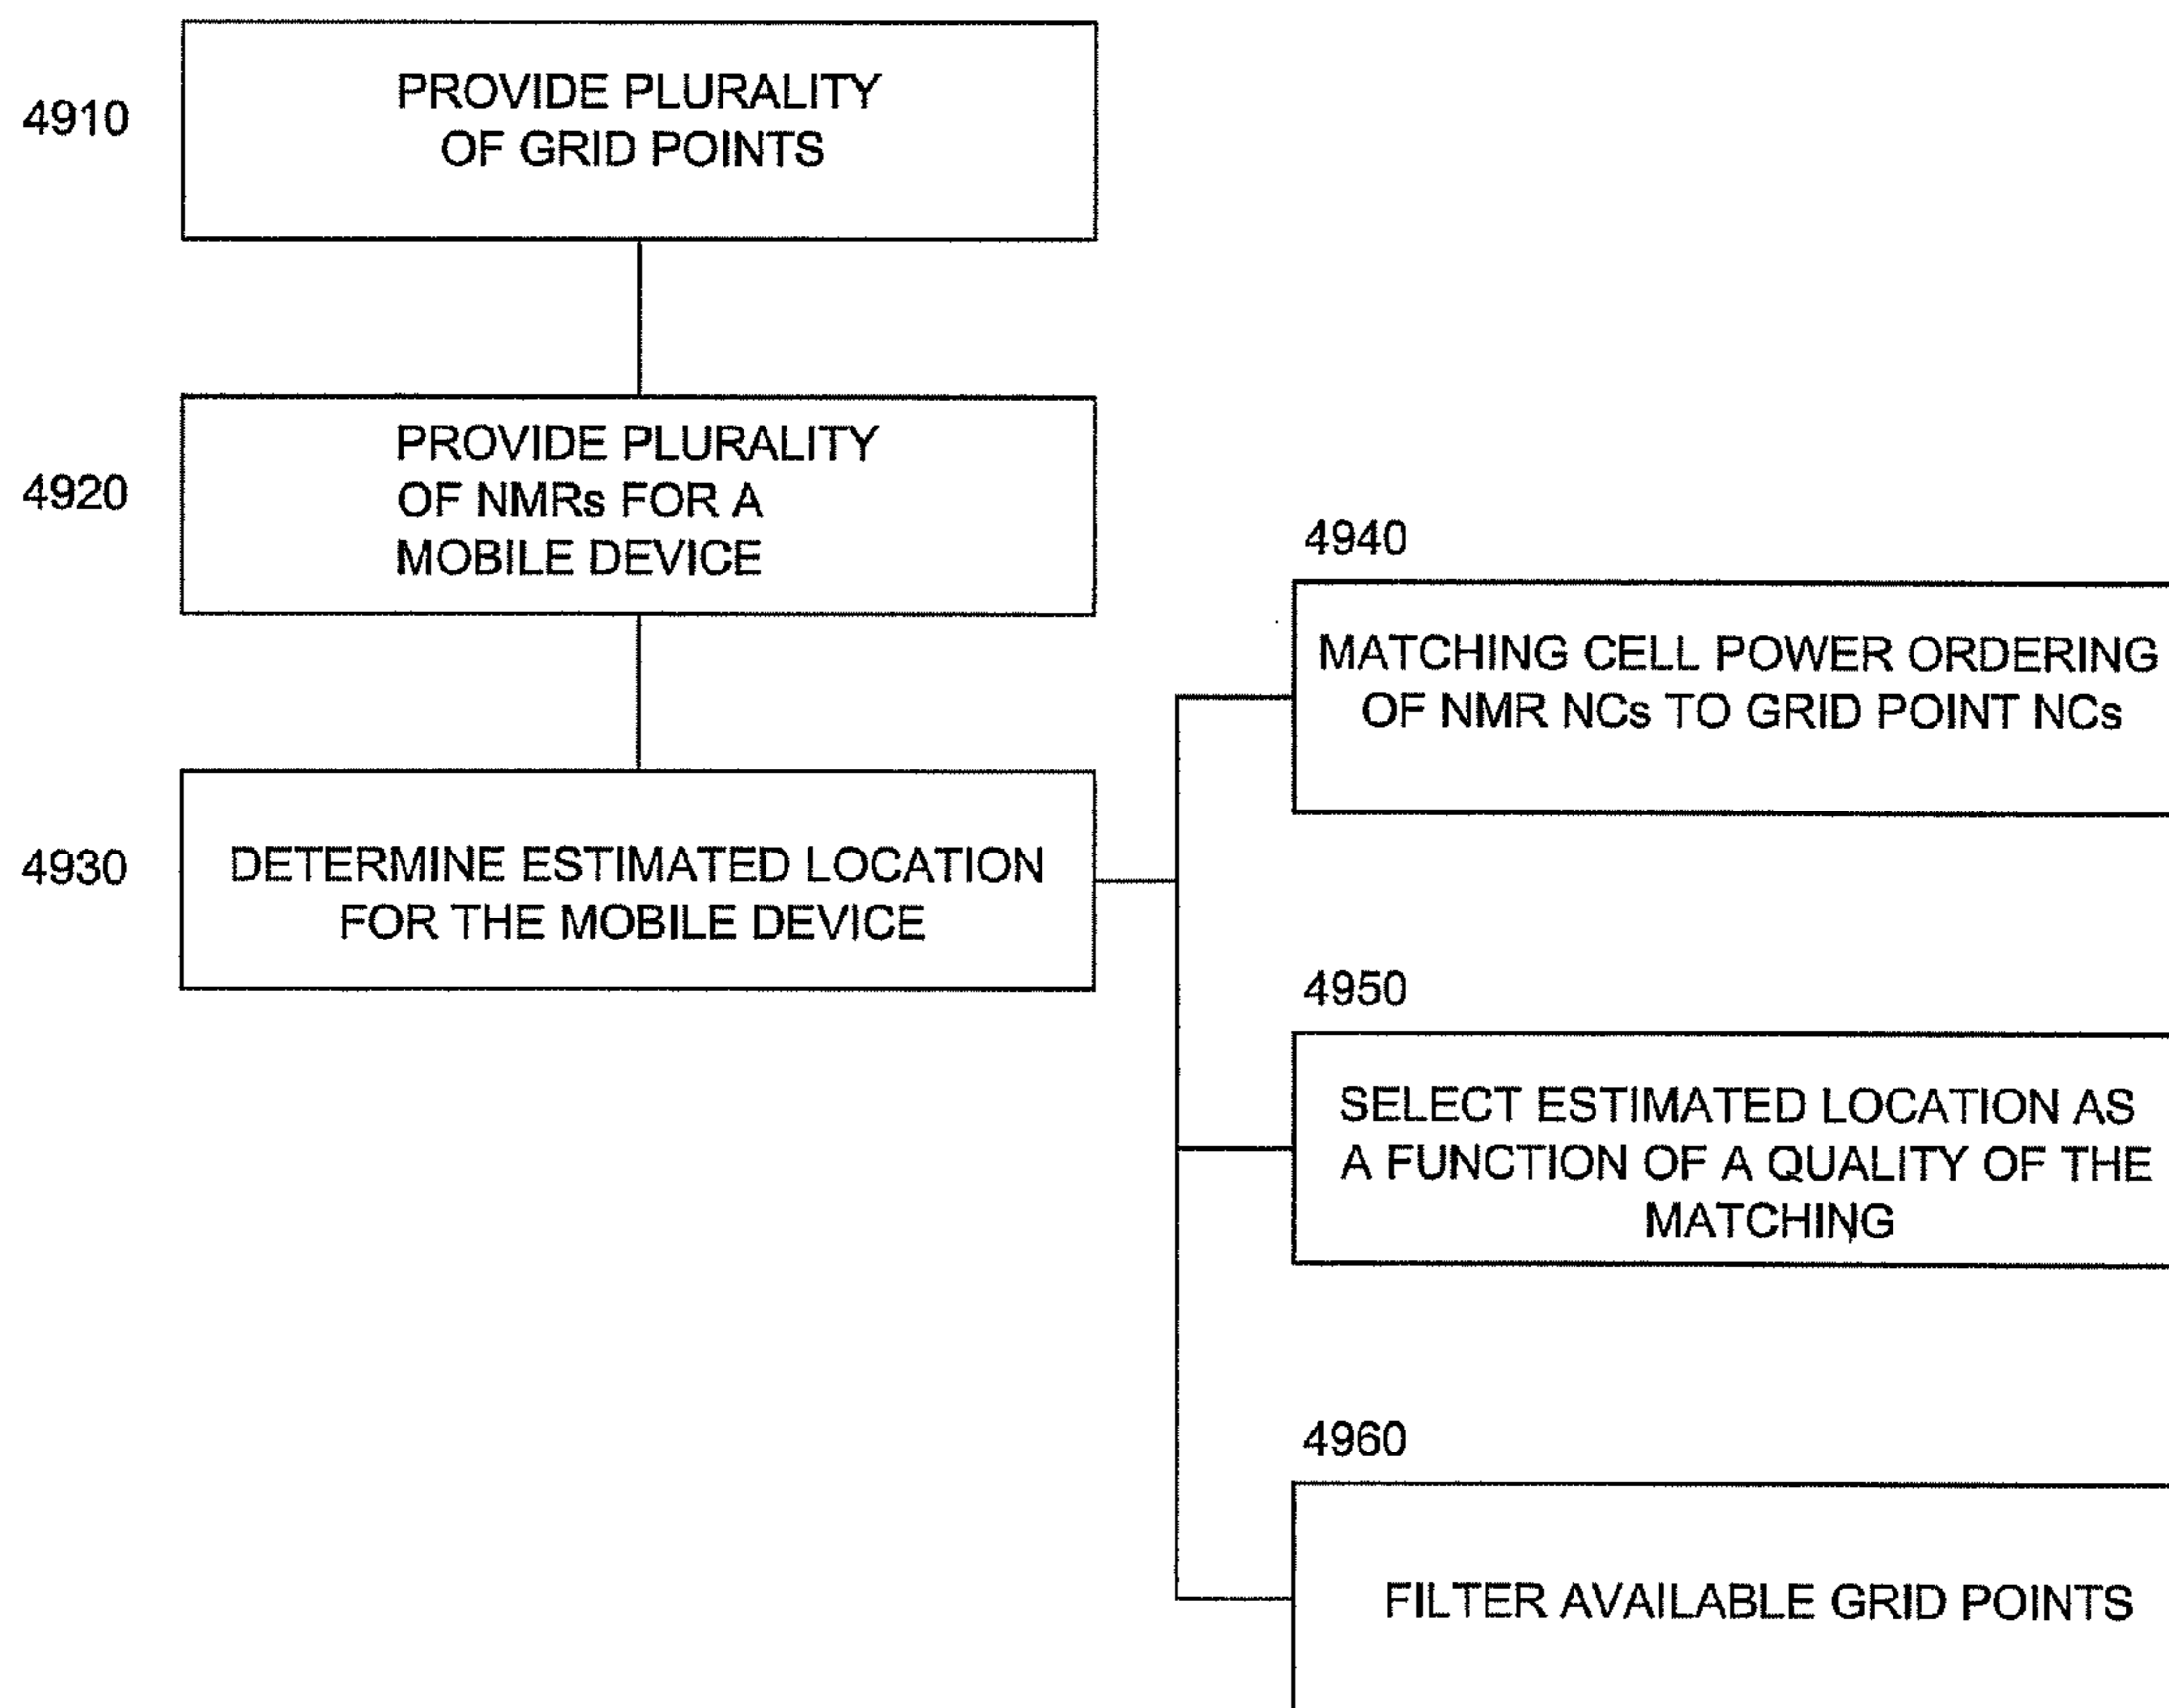 4910
PROVIDE PLURALITY
OF GRID POINTS
4920
PROVIDE PLURALITY
OF NMRs FOR A
MOBILE DEVICE
4930
DETERMINE ESTIMATED LOCATION
FOR THE MOBILE DEVICE
4940
MATCHING CELL POWER ORDERING
OF NMR NCs TO GRID POINT NCs
4950
SELECT ESTIMATED LOCATION AS
A FUNCTION OF A QUALITY OF THE
MATCHING
4960
FILTER AVAILABLE GRID POINTS